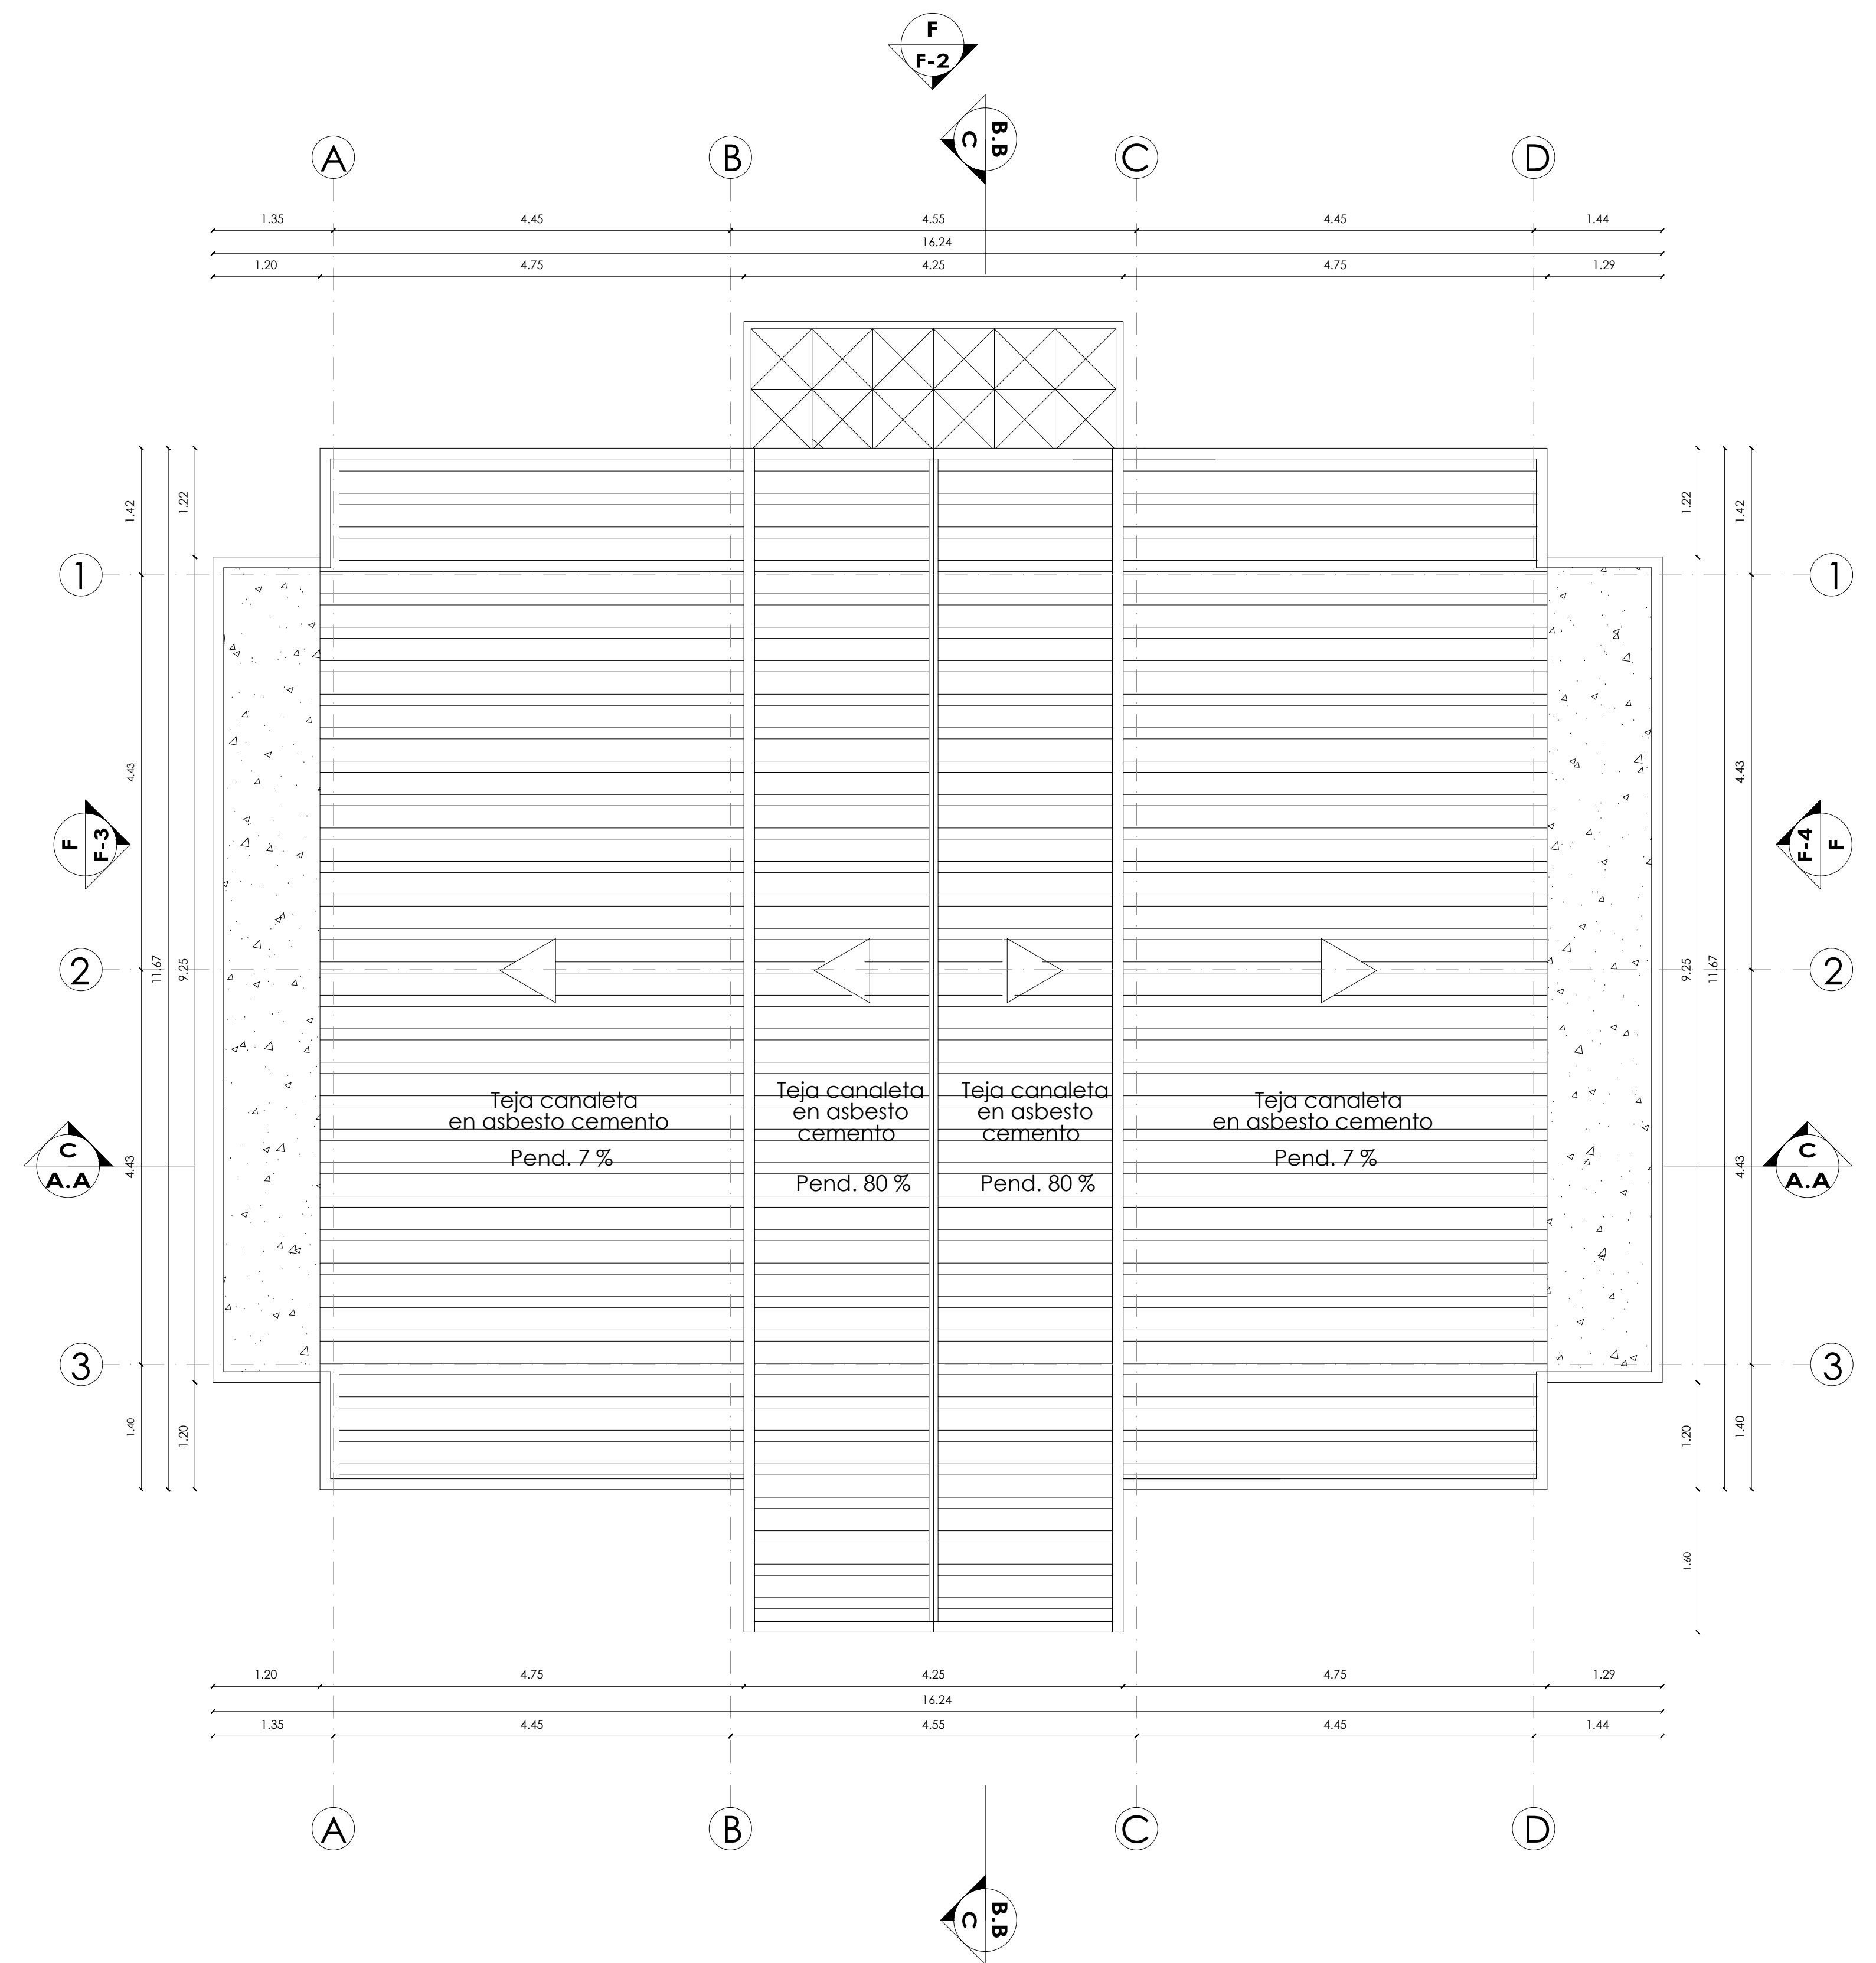 F
F-2
B.B
C
A
B
C
D
1.35
4.45
4.55
4.45
1.44
16.24
1.20
4.75
4.25
4.75
1.29
1.42
1.22
1.22
1.42
1
1
4.43
4.43
F
F-3
F-4
F
2
11.67
9.25
9.25
11.67
2
Teja canaleta
en asbesto cemento
Pend. 7 %
Teja canaleta
en asbesto
cemento
Pend. 80 %
Teja canaleta
en asbesto
cemento
Pend. 80 %
Teja canaleta
en asbesto cemento
Pend. 7 %
C
A.A
4.43
4.43
C
A.A
3
3
1.40
1.20
1.20
1.40
1.60
1.20
4.75
4.25
4.75
1.29
16.24
1.35
4.45
4.55
4.45
1.44
A
B
C
D
B.B
C